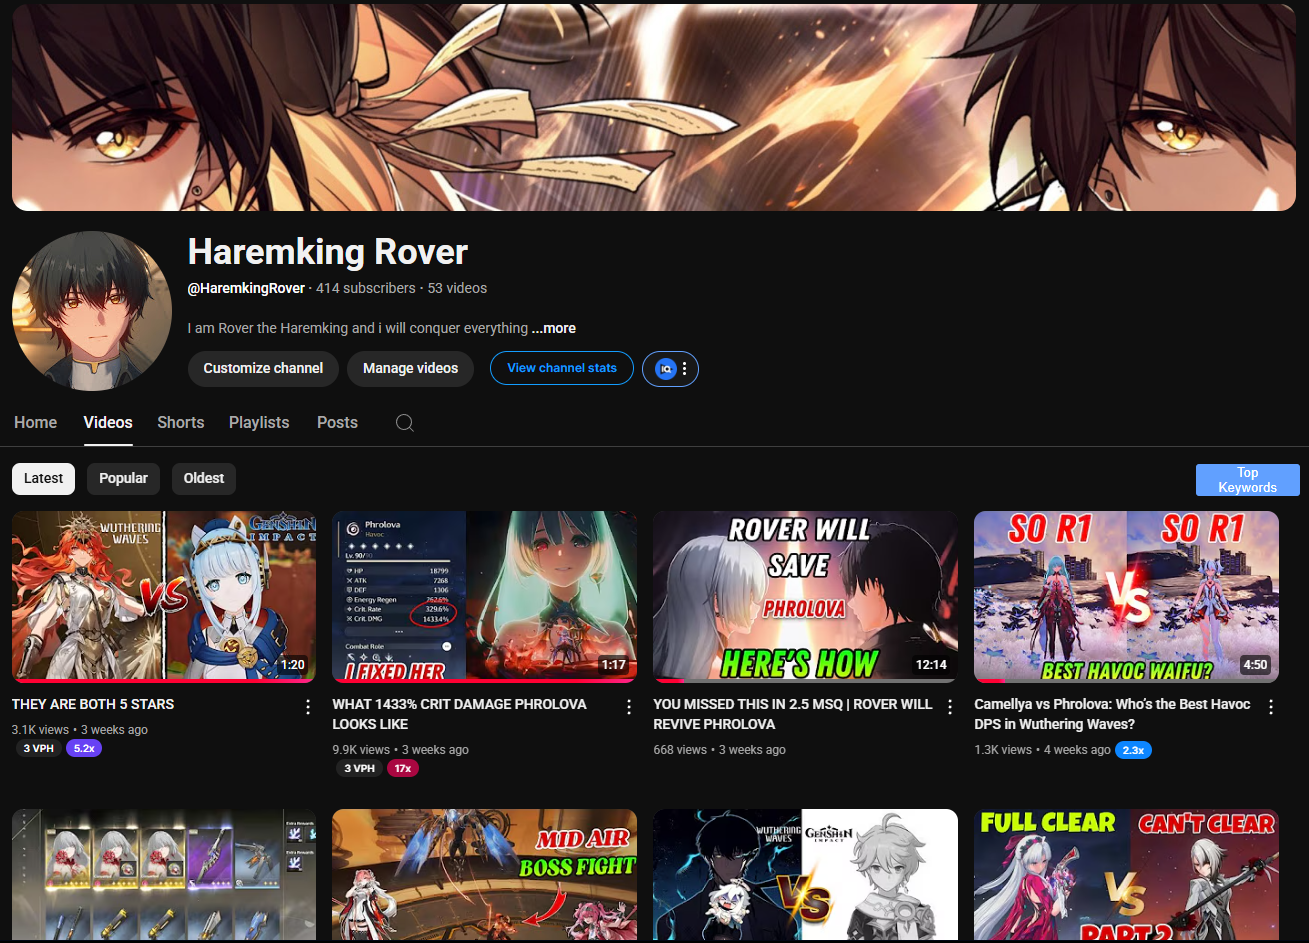 Haremking Rover
@HaremkingRover · 414 subscribers · 53 videos
I am Rover the Haremking and i will conquer everything ...more
Customize channel
Manage videos
View channel stats
IQ
Home
Videos
Shorts
Playlists
Posts
Latest
Popular
Oldest
Top
Keywords
WUTHERING
WAVES
GENSHIN
IMPACT
VS
1:20
THEY ARE BOTH 5 STARS
3.1K views • 3 weeks ago
3 VPH
5.2x
Phrolova
Havoc
Lv. 90/90
HP 18799
ATK 7268
DEF 1306
Energy Regen 262.6%
Crit. Rate 329.6%
Crit. DMG 1433.4%
Combat Role
I FIXED HER
1:17
WHAT 1433% CRIT DAMAGE PHROLOVA
LOOKS LIKE
9.9K views • 3 weeks ago
3 VPH
17x
ROVER WILL
SAVE
PHROLOVA
HERE'S HOW
12:14
YOU MISSED THIS IN 2.5 MSQ | ROVER WILL
REVIVE PHROLOVA
668 views • 3 weeks ago
S0 R1
S0 R1
VS
BEST HAVOC WAIFU?
4:50
Camellya vs Phrolova: Who's the Best Havoc
DPS in Wuthering Waves?
1.3K views • 4 weeks ago
2.3x
Extra Rewards
Extra Rewards
MID AIR
BOSS FIGHT
WUTHERING
WAVES
GENSHIN
IMPACT
VS
FULL CLEAR
CAN'T CLEAR
VS
PART 2